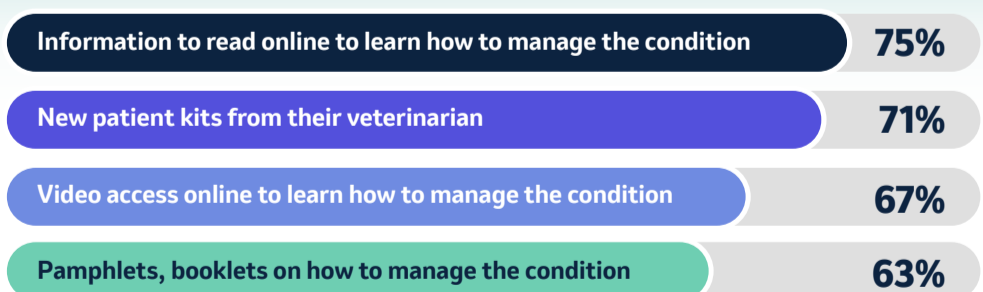 Information to read online to learn how to manage the condition 75%
New patient kits from their veterinarian 71%
Video access online to learn how to manage the condition 67%
Pamphlets, booklets on how to manage the condition 63%